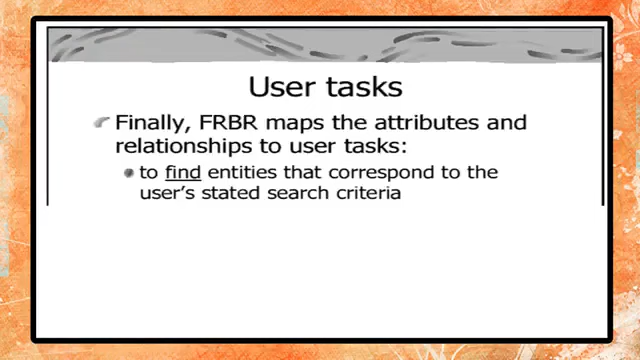 User tasks
Finally, FRBR maps the attributes and
relationships to user tasks:
to find entities that correspond to the
user's stated search criteria